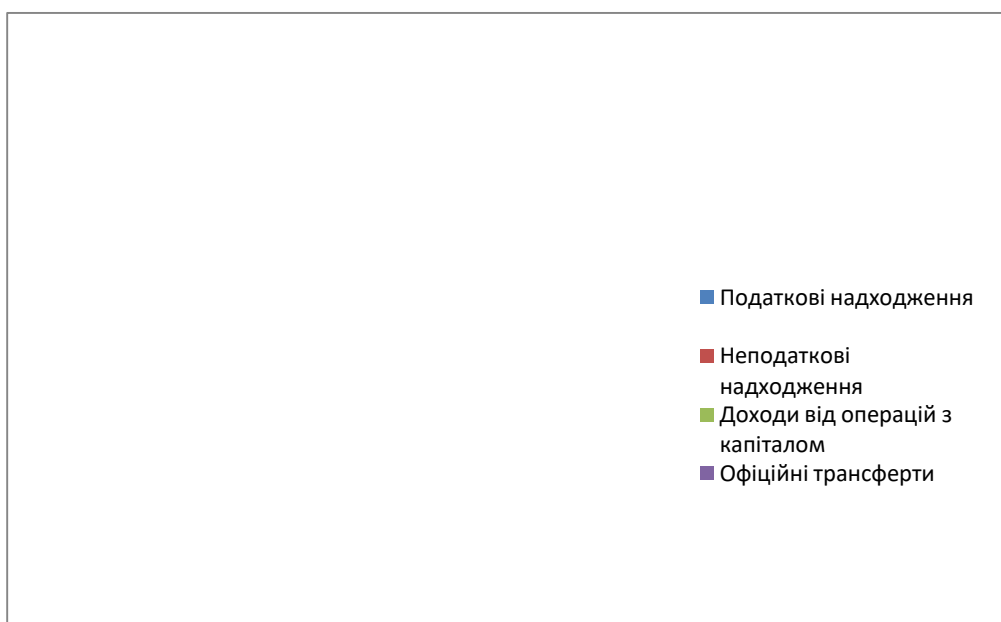 Податкові надходження
Неподаткові
надходження
Доходи від операцій з
капіталом
Офіційні трансферти